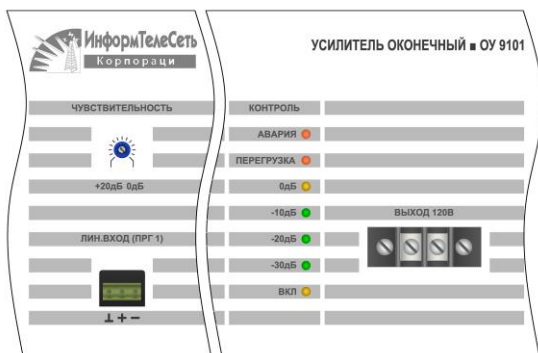 ИнформТелеСеть
Корпораци
УСИЛИТЕЛЬ ОКОНЕЧНЫЙ ■ ОУ 9101
ЧУВСТВИТЕЛЬНОСТЬ
КОНТРОЛЬ
АВАРИЯ
ПЕРЕГРУЗКА
+20дБ 0дБ
0дБ
-10дБ
ВЫХОД 120В
ЛИН.ВХОД (ПРГ 1)
-20дБ
-30дБ
ВКЛ
⊥ + −